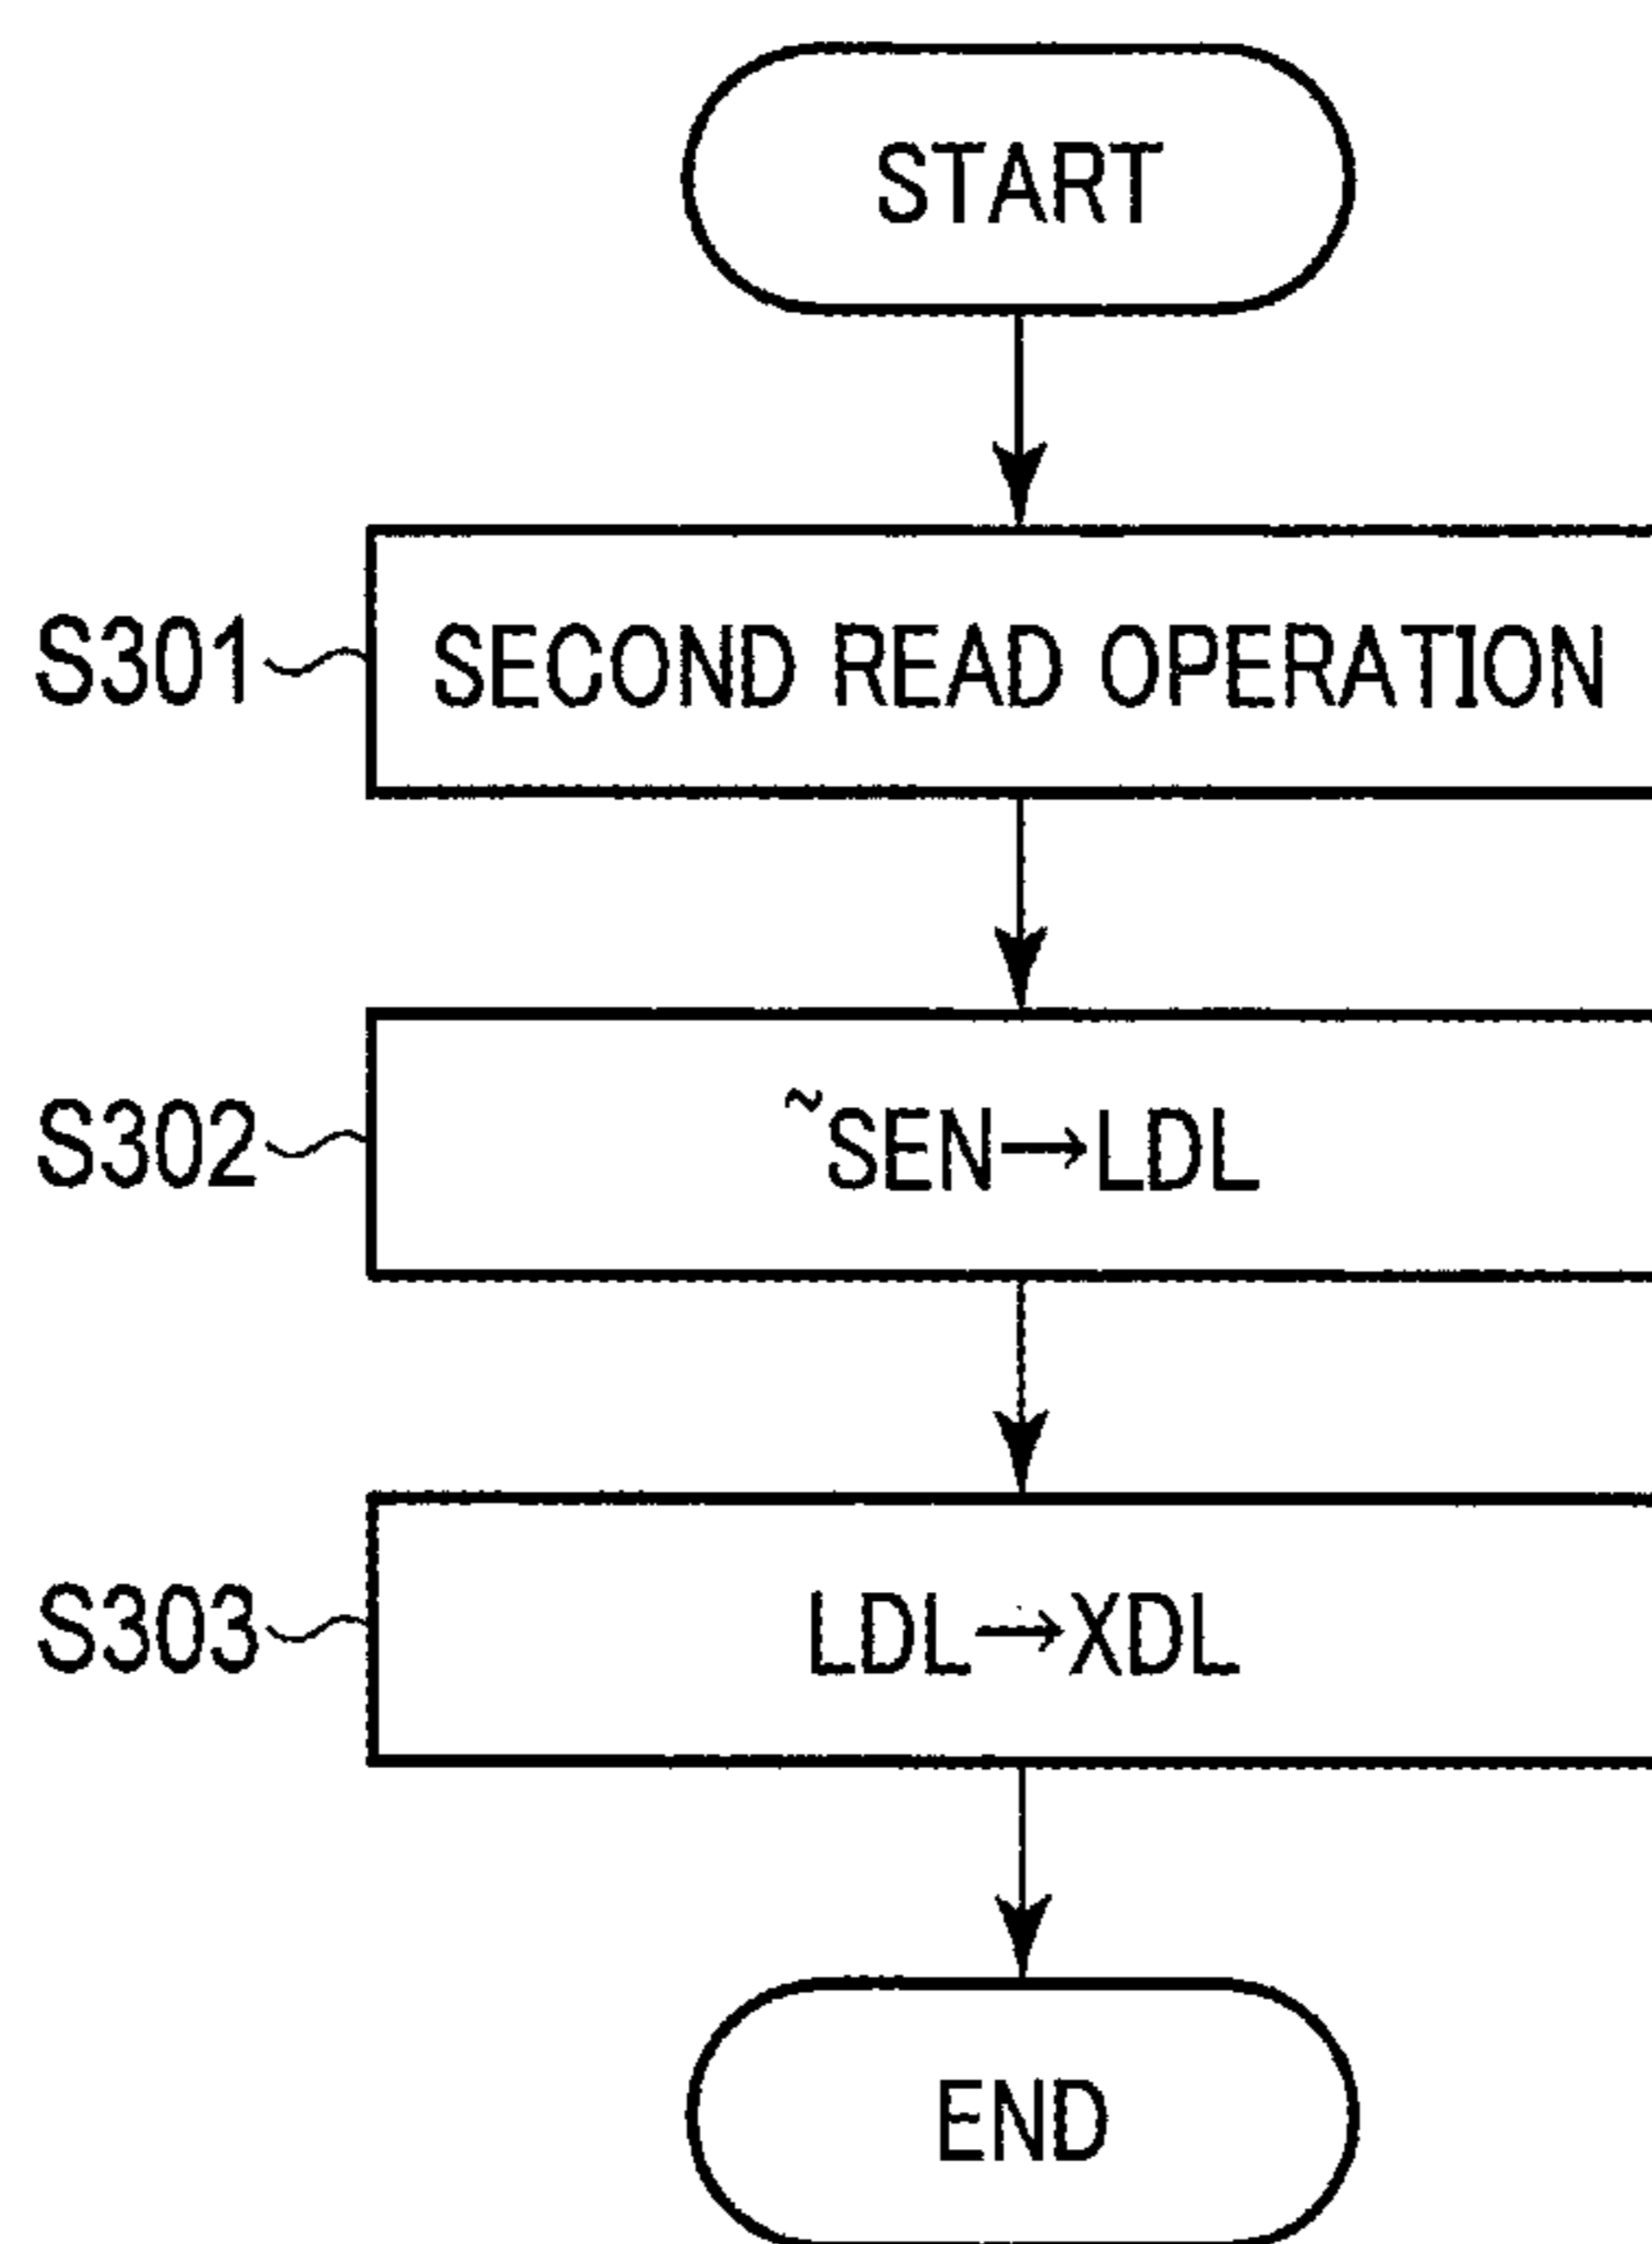 START
S301 SECOND READ OPERATION
S302 ~SEN→LDL
S303 LDL→XDL
END